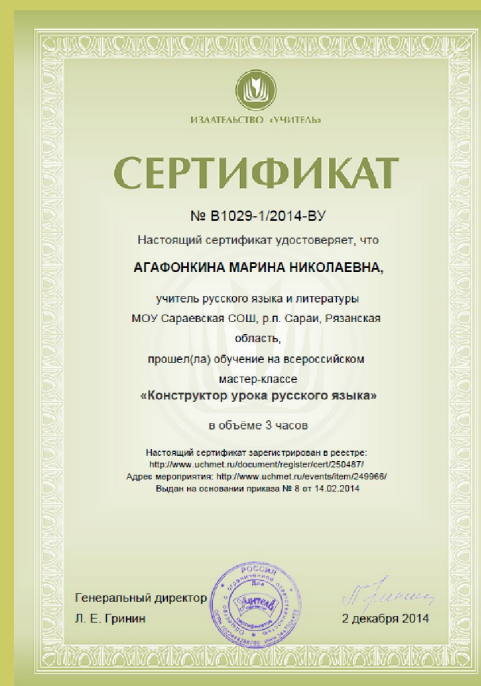 ИЗДАТЕЛЬСТВО «УЧИТЕЛЬ»
СЕРТИФИКАТ
№ В1029-1/2014-ВУ
Настоящий сертификат удостоверяет, что
АГАФОНКИНА МАРИНА НИКОЛАЕВНА,
учитель русского языка и литературы
МОУ Сараевская СОШ, р.п. Сараи, Рязанская
область,
прошел(ла) обучение на всероссийском
мастер-классе
«Конструктор урока русского языка»
в объёме 3 часов
Настоящий сертификат зарегистрирован в реестре:
http://www.uchmet.ru/document/register/cert/250487/
Адрес мероприятия: http://www.uchmet.ru/events/item/249966/
Выдан на основании приказа № 8 от 14.02.2014
РОССИЯ
Для
Учитель
сертификатов
Генеральный директор
Л. Е. Гринин
2 декабря 2014